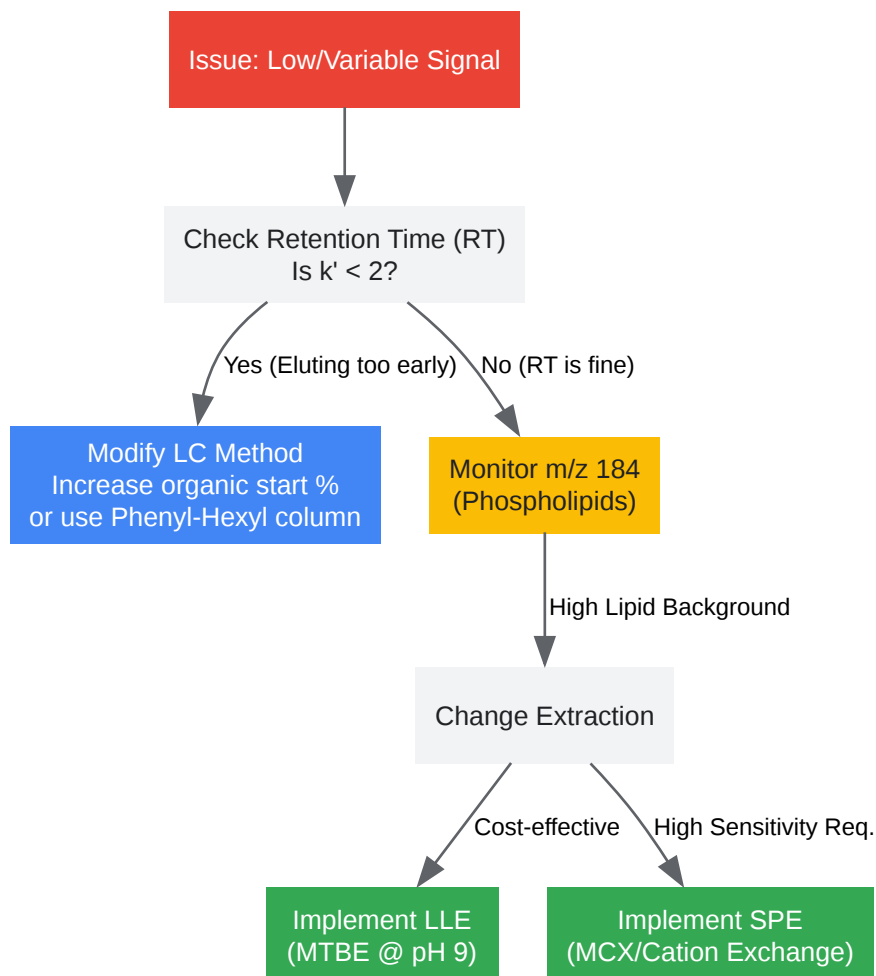 Issue: Low/Variable Signal
Check Retention Time (RT)
Is k' < 2?
Yes (Eluting too early)
No (RT is fine)
Modify LC Method
Increase organic start %
or use Phenyl-Hexyl column
Monitor m/z 184
(Phospholipids)
High Lipid Background
Change Extraction
Cost-effective
High Sensitivity Req.
Implement LLE
(MTBE @ pH 9)
Implement SPE
(MCX/Cation Exchange)